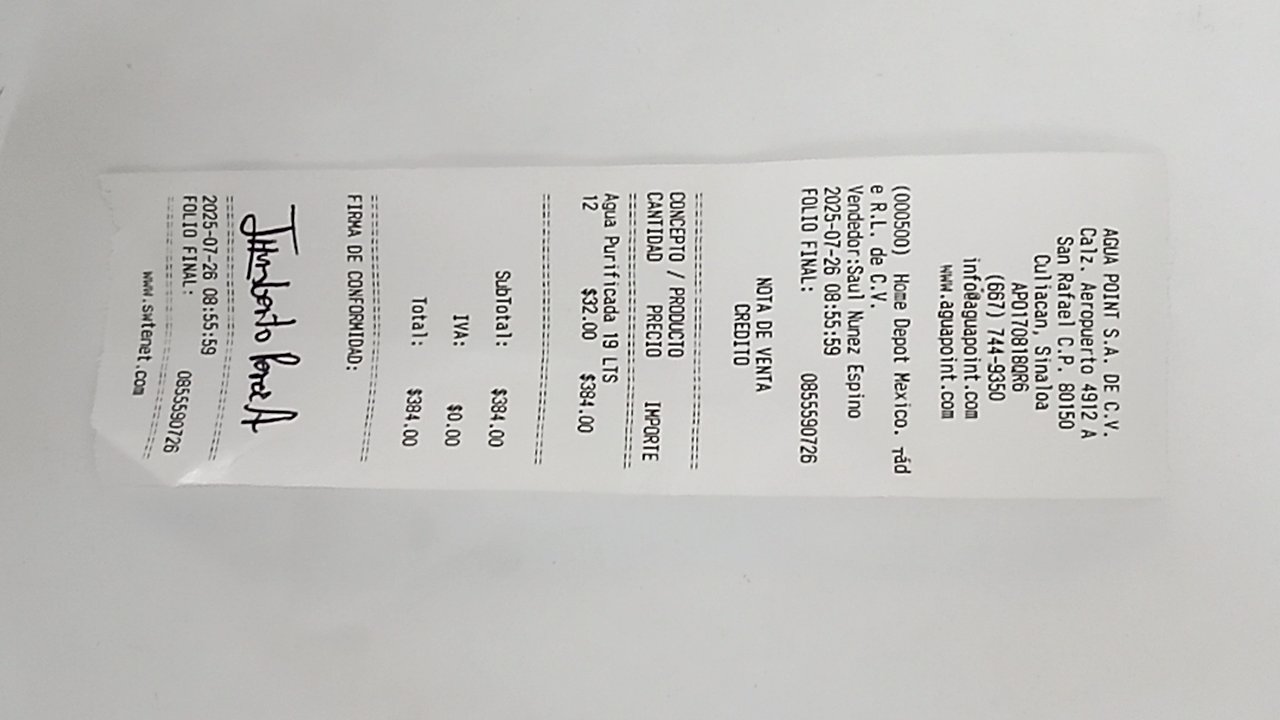 AGUA POINT S.A. DE C.V.
Calz. Aeropuerto 4912 A
San Rafael C.P. 80150
Culiacan, Sinaloa
APO170818QR6
(667) 744-9350
info@aguapoint.com
www.aguapoint.com
(000500) Home Depot Mexico. rád
e R.L. de C.V.
Vendedor:Saul Nunez Espino
2025-07-26 08:55:59
FOLIO FINAL: 0855590726
NOTA DE VENTA
CREDITO
CONCEPTO / PRODUCTO
CANTIDAD PRECIO IMPORTE
Agua Purificada 19 LTS
12 $32.00 $384.00
SubTotal: $384.00
IVA: $0.00
Total: $384.00
FIRMA DE CONFORMIDAD:
2025-07-26 08:55:59
FOLIO FINAL: 0855590726
www.swtenet.com